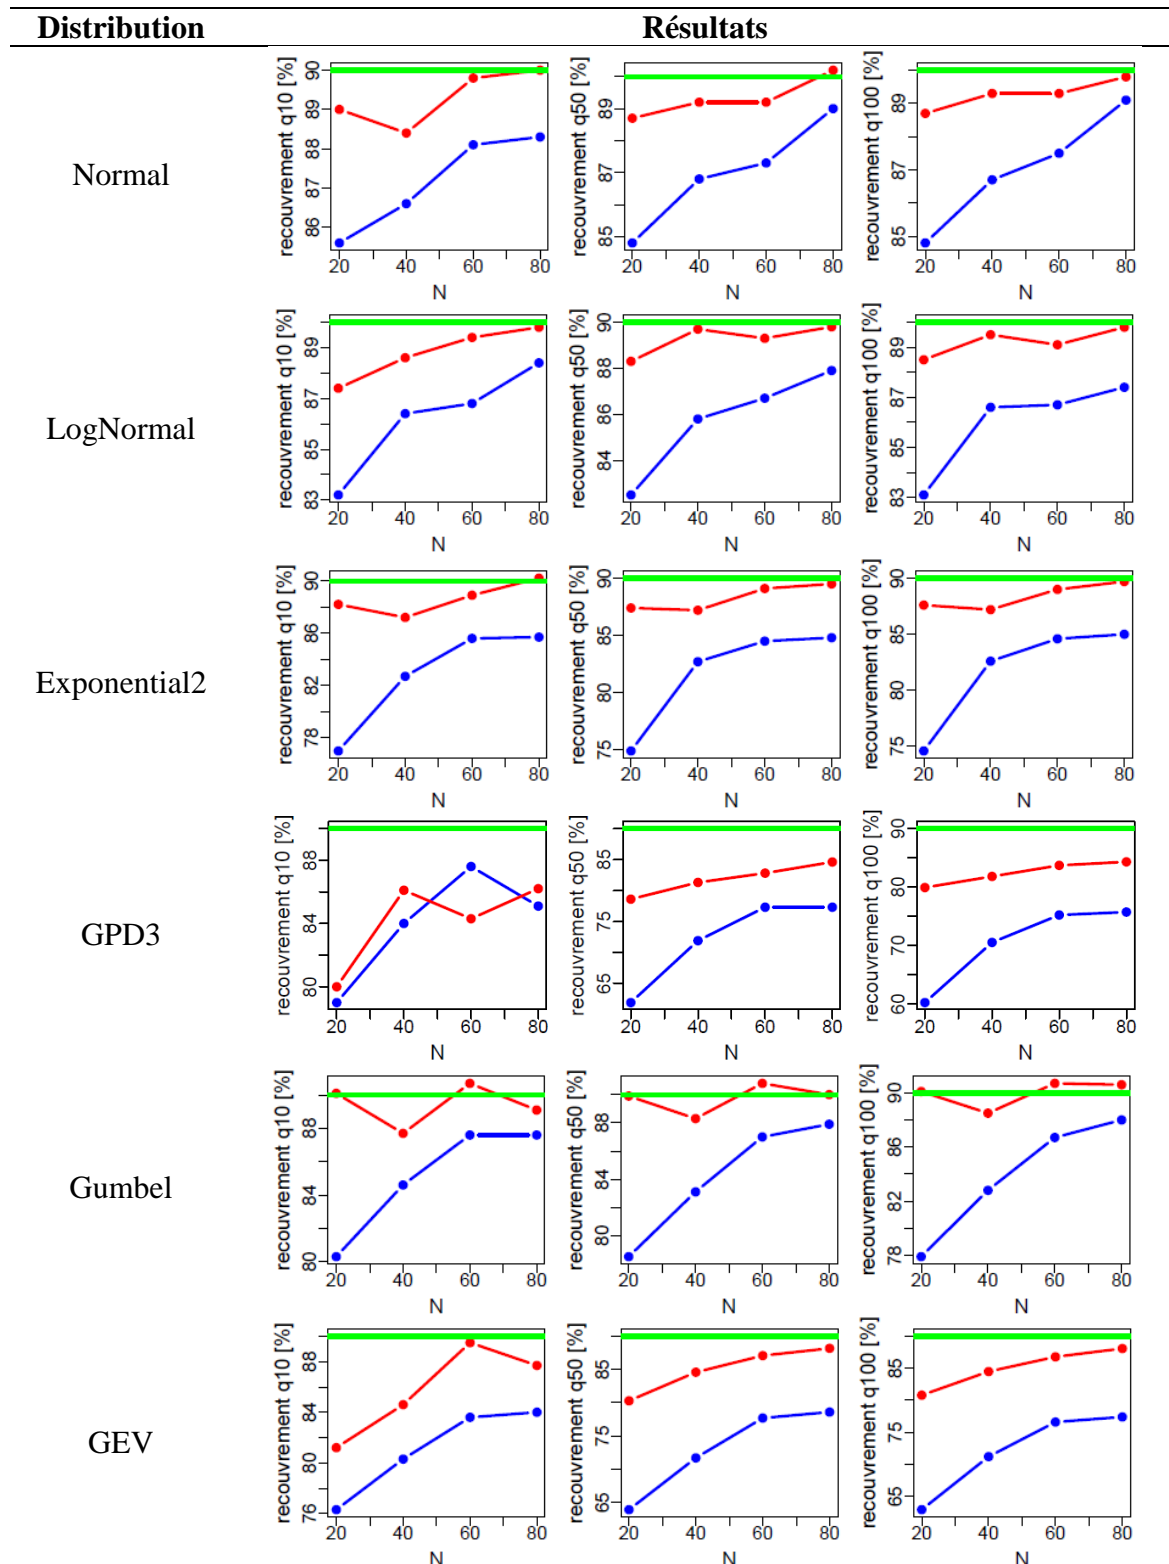 Distribution Résultats
Normal
recouvrement q10 [%]
86 87 88 89 90
20 40 60 80
N
recouvrement q50 [%]
85 87 89
20 40 60 80
N
recouvrement q100 [%]
85 87 89
20 40 60 80
N
LogNormal
recouvrement q10 [%]
83 85 87 89
20 40 60 80
N
recouvrement q50 [%]
84 86 88 90
20 40 60 80
N
recouvrement q100 [%]
83 85 87 89
20 40 60 80
N
Exponential2
recouvrement q10 [%]
78 82 86 90
20 40 60 80
N
recouvrement q50 [%]
75 80 85 90
20 40 60 80
N
recouvrement q100 [%]
75 80 85 90
20 40 60 80
N
GPD3
recouvrement q10 [%]
80 84 88
20 40 60 80
N
recouvrement q50 [%]
65 75 85
20 40 60 80
N
recouvrement q100 [%]
60 70 80 90
20 40 60 80
N
Gumbel
recouvrement q10 [%]
80 84 88
20 40 60 80
N
recouvrement q50 [%]
80 84 88
20 40 60 80
N
recouvrement q100 [%]
78 82 86 90
20 40 60 80
N
GEV
recouvrement q10 [%]
76 80 84 88
20 40 60 80
N
recouvrement q50 [%]
65 75 85
20 40 60 80
N
recouvrement q100 [%]
65 75 85
20 40 60 80
N